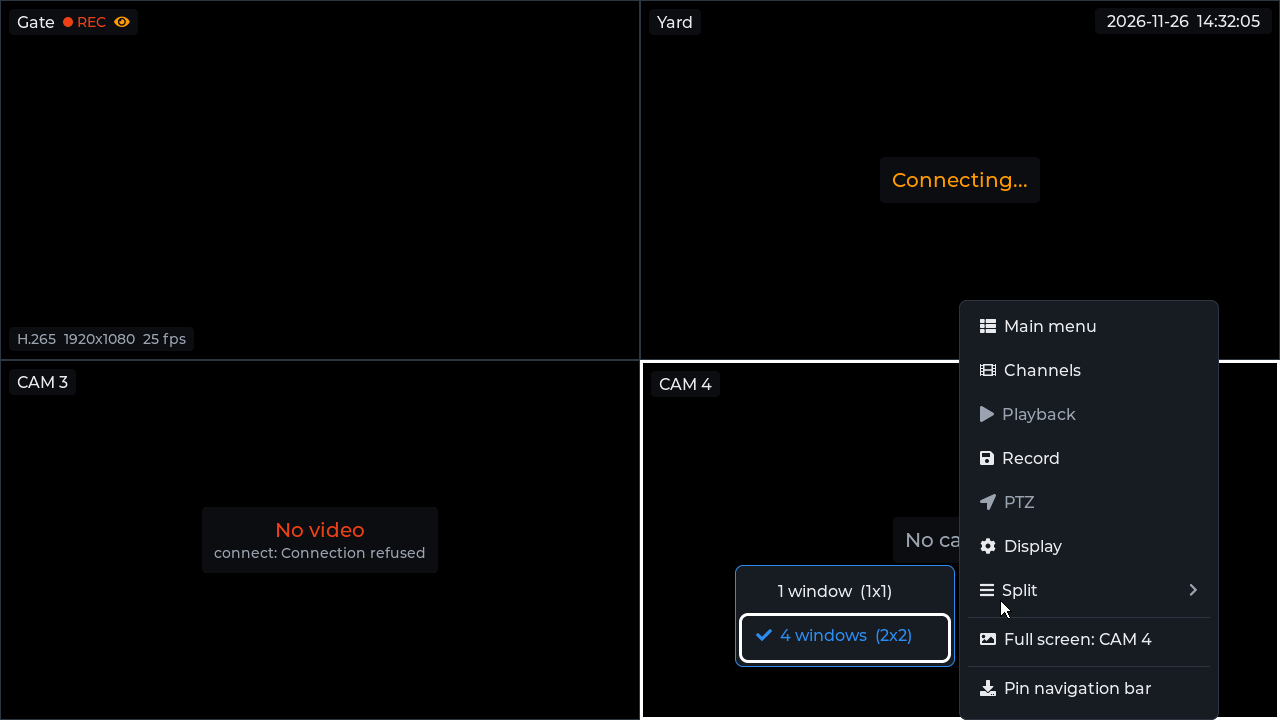 Gate REC
Yard
2026-11-26 14:32:05
Connecting...
H.265 1920x1080 25 fps
CAM 3
No video
connect: Connection refused
CAM 4
No ca
1 window (1x1)
4 windows (2x2)
Main menu
Channels
Playback
Record
PTZ
Display
Split
Full screen: CAM 4
Pin navigation bar